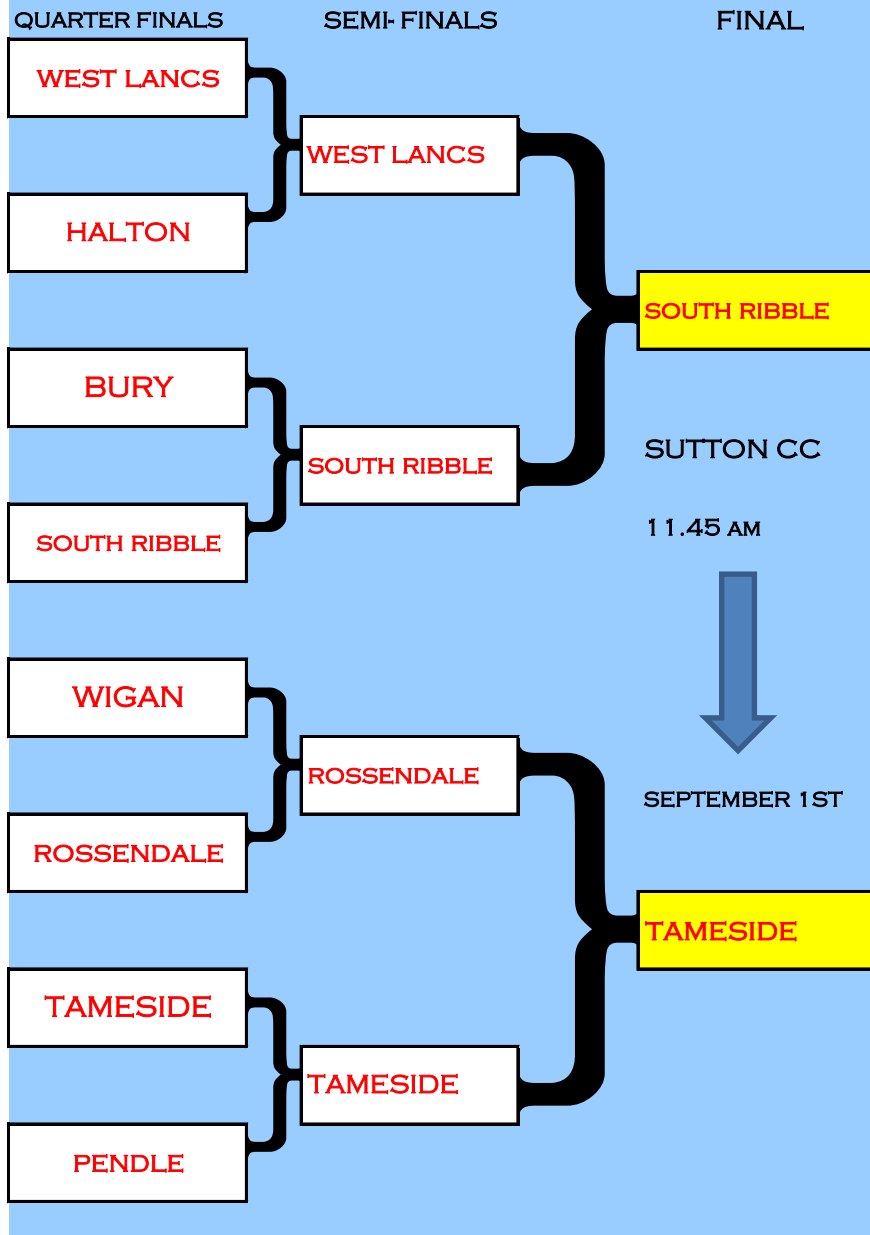 QUARTER FINALS
SEMI- FINALS
FINAL
WEST LANCS
WEST LANCS
HALTON
SOUTH RIBBLE
BURY
SUTTON CC
SOUTH RIBBLE
11.45 AM
SOUTH RIBBLE
WIGAN
ROSSENDALE
SEPTEMBER 1ST
ROSSENDALE
TAMESIDE
TAMESIDE
TAMESIDE
PENDLE